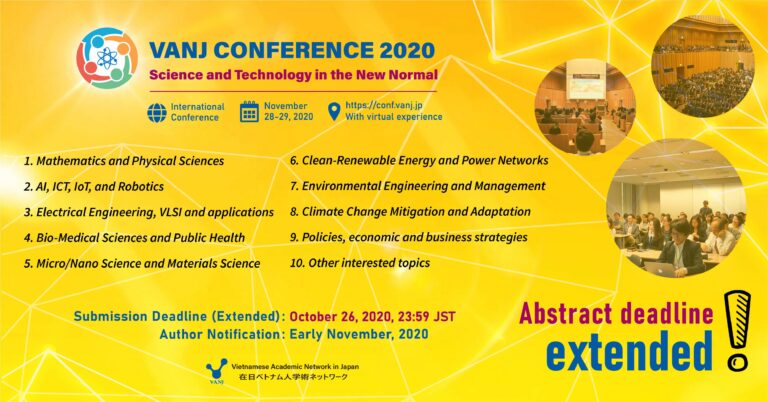 VANJ CONFERENCE 2020
Science and Technology in the New Normal
International
Conference
November
28-29, 2020
https://conf.vanj.jp
With virtual experience
1. Mathematics and Physical Sciences
2. AI, ICT, IoT, and Robotics
3. Electrical Engineering, VLSI and applications
4. Bio-Medical Sciences and Public Health
5. Micro/Nano Science and Materials Science
6. Clean-Renewable Energy and Power Networks
7. Environmental Engineering and Management
8. Climate Change Mitigation and Adaptation
9. Policies, economic and business strategies
10. Other interested topics
Submission Deadline (Extended): October 26, 2020, 23:59 JST
Author Notification: Early November, 2020
Abstract deadline
extended!
VANJ
Vietnamese Academic Network in Japan
在日ベトナム人学術ネットワーク